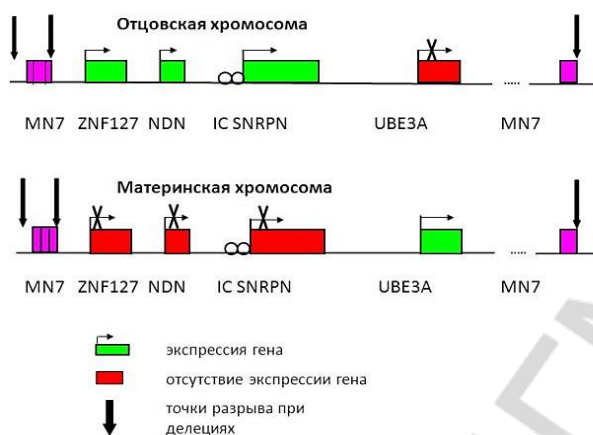 Отцовская хромосома
MN7 ZNF127 NDN IC SNRPN UBE3A MN7
Материнская хромосома
MN7 ZNF127 NDN IC SNRPN UBE3A MN7
экспрессия гена
отсутствие экспрессии гена
точки разрыва при
делециях